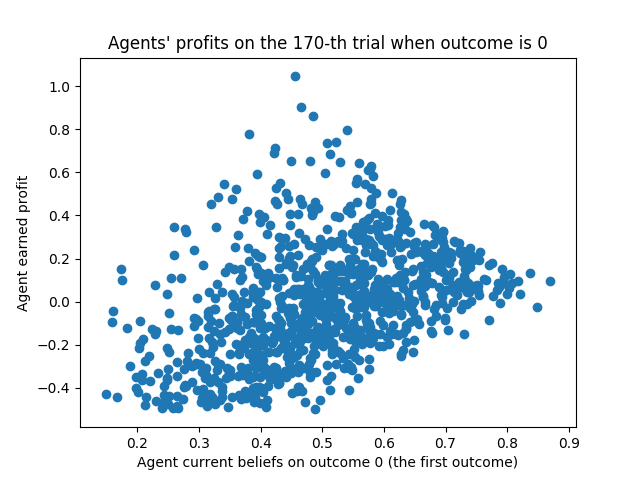 Agents' profits on the 170-th trial when outcome is 0
1.0
0.8
0.6
0.4
0.2
0.0
−0.2
−0.4
Agent earned profit
0.2 0.3 0.4 0.5 0.6 0.7 0.8 0.9
Agent current beliefs on outcome 0 (the first outcome)